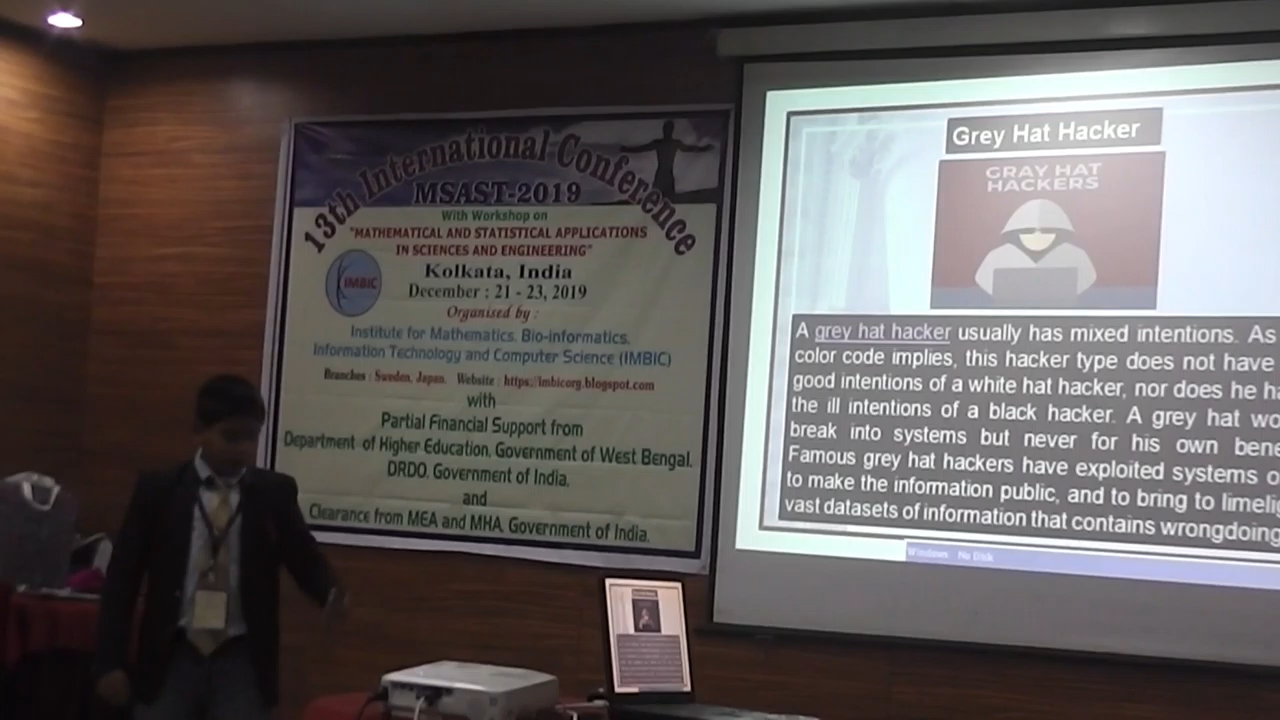 13th International Conference
MSAST-2019
With Workshop on
"MATHEMATICAL AND STATISTICAL APPLICATIONS
IN SCIENCES AND ENGINEERING"
Kolkata, India
IMBIC
December : 21 - 23, 2019
Organised by :
Institute for Mathematics, Bio-informatics,
Information Technology and Computer Science (IMBIC)
Branches : Sweden, Japan. Website : https://imbicorg.blogspot.com
with
Partial Financial Support from
Department of Higher Education, Government of West Bengal,
DRDO, Government of India,
and
Clearance from MEA and MHA, Government of India.
Grey Hat Hacker
GRAY HAT
HACKERS
A grey hat hacker usually has mixed intentions. As
color code implies, this hacker type does not have
good intentions of a white hat hacker, nor does he ha
the ill intentions of a black hacker. A grey hat wo
break into systems but never for his own bene
Famous grey hat hackers have exploited systems o
to make the information public, and to bring to limelig
vast datasets of information that contains wrongdoing
Windows No Disk